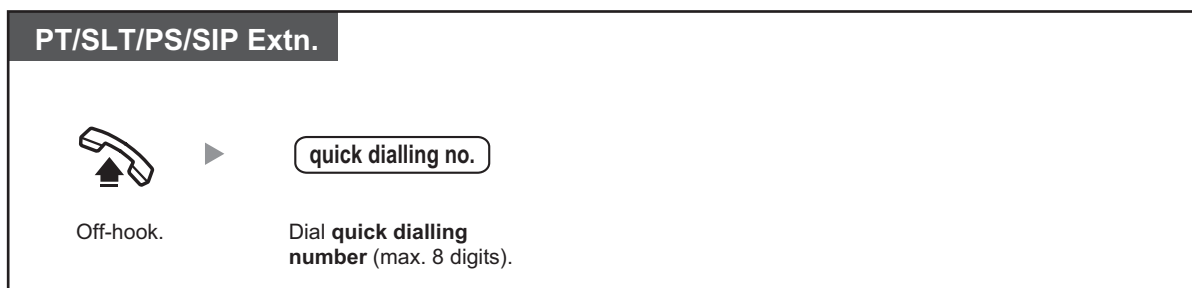 PT/SLT/PS/SIP Extn.
quick dialling no.
Off-hook.
Dial quick dialling
number (max. 8 digits).